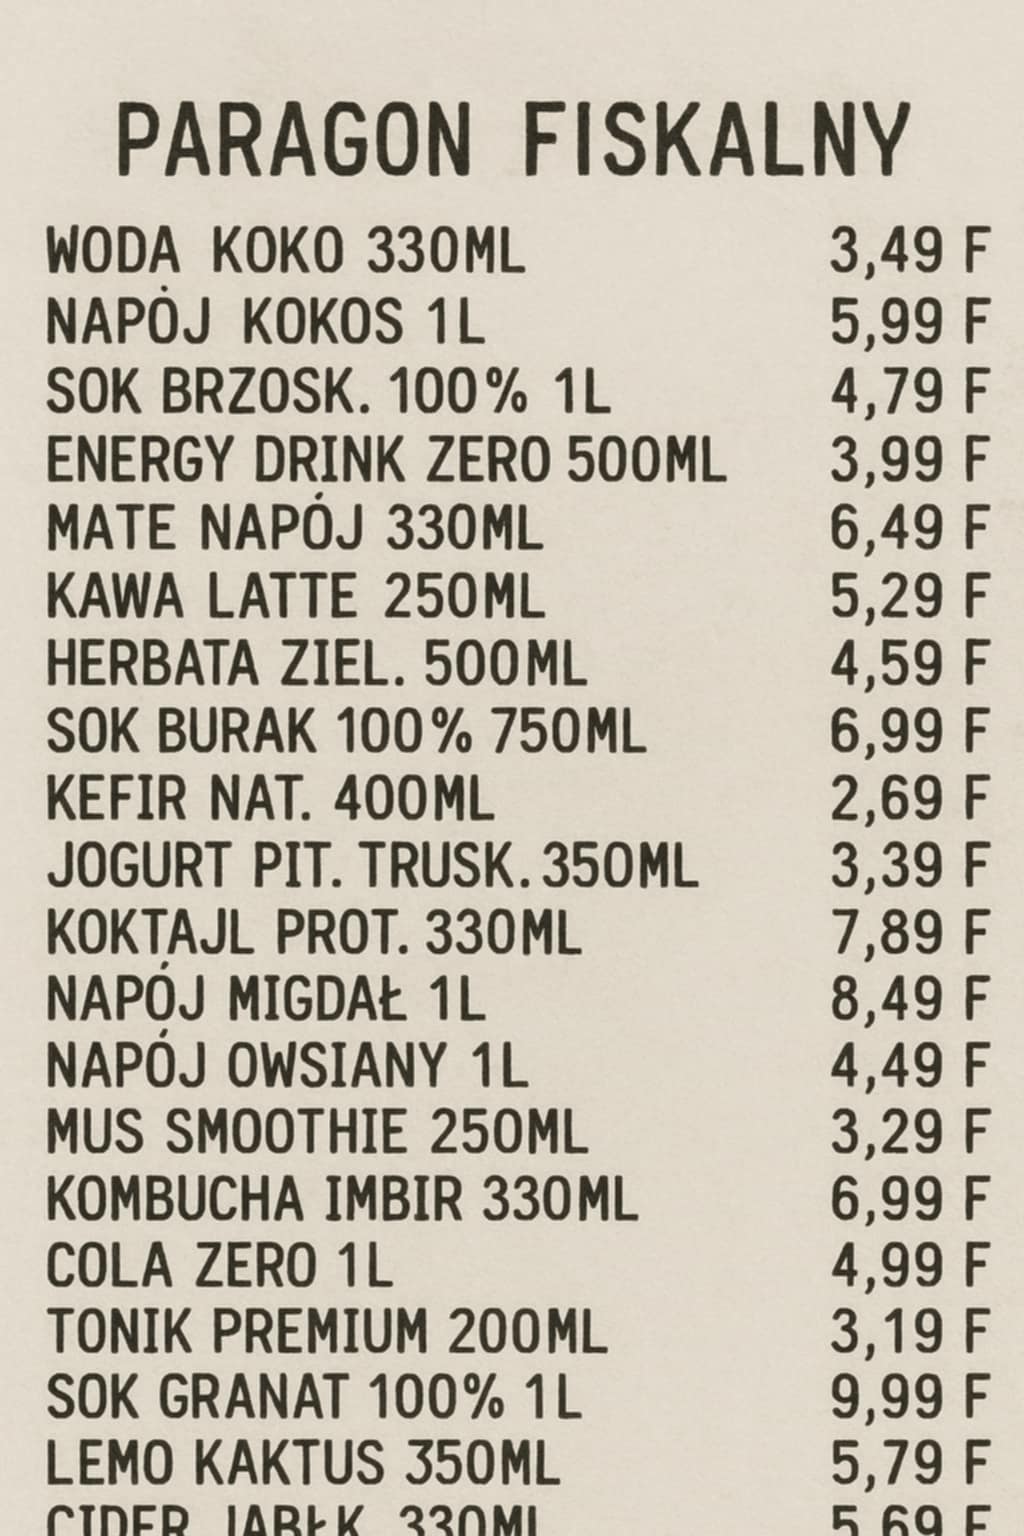 PARAGON FISKALNY
WODA KOKO 330ML 3,49 F
NAPÓJ KOKOS 1L 5,99 F
SOK BRZOSK. 100% 1L 4,79 F
ENERGY DRINK ZERO 500ML 3,99 F
MATE NAPÓJ 330ML 6,49 F
KAWA LATTE 250ML 5,29 F
HERBATA ZIEL. 500ML 4,59 F
SOK BURAK 100% 750ML 6,99 F
KEFIR NAT. 400ML 2,69 F
JOGURT PIT. TRUSK. 350ML 3,39 F
KOKTAJL PROT. 330ML 7,89 F
NAPÓJ MIGDAŁ 1L 8,49 F
NAPÓJ OWSIANY 1L 4,49 F
MUS SMOOTHIE 250ML 3,29 F
KOMBUCHA IMBIR 330ML 6,99 F
COLA ZERO 1L 4,99 F
TONIK PREMIUM 200ML 3,19 F
SOK GRANAT 100% 1L 9,99 F
LEMO KAKTUS 350ML 5,79 F
CIDER JABŁK. 330ML 5,69 F